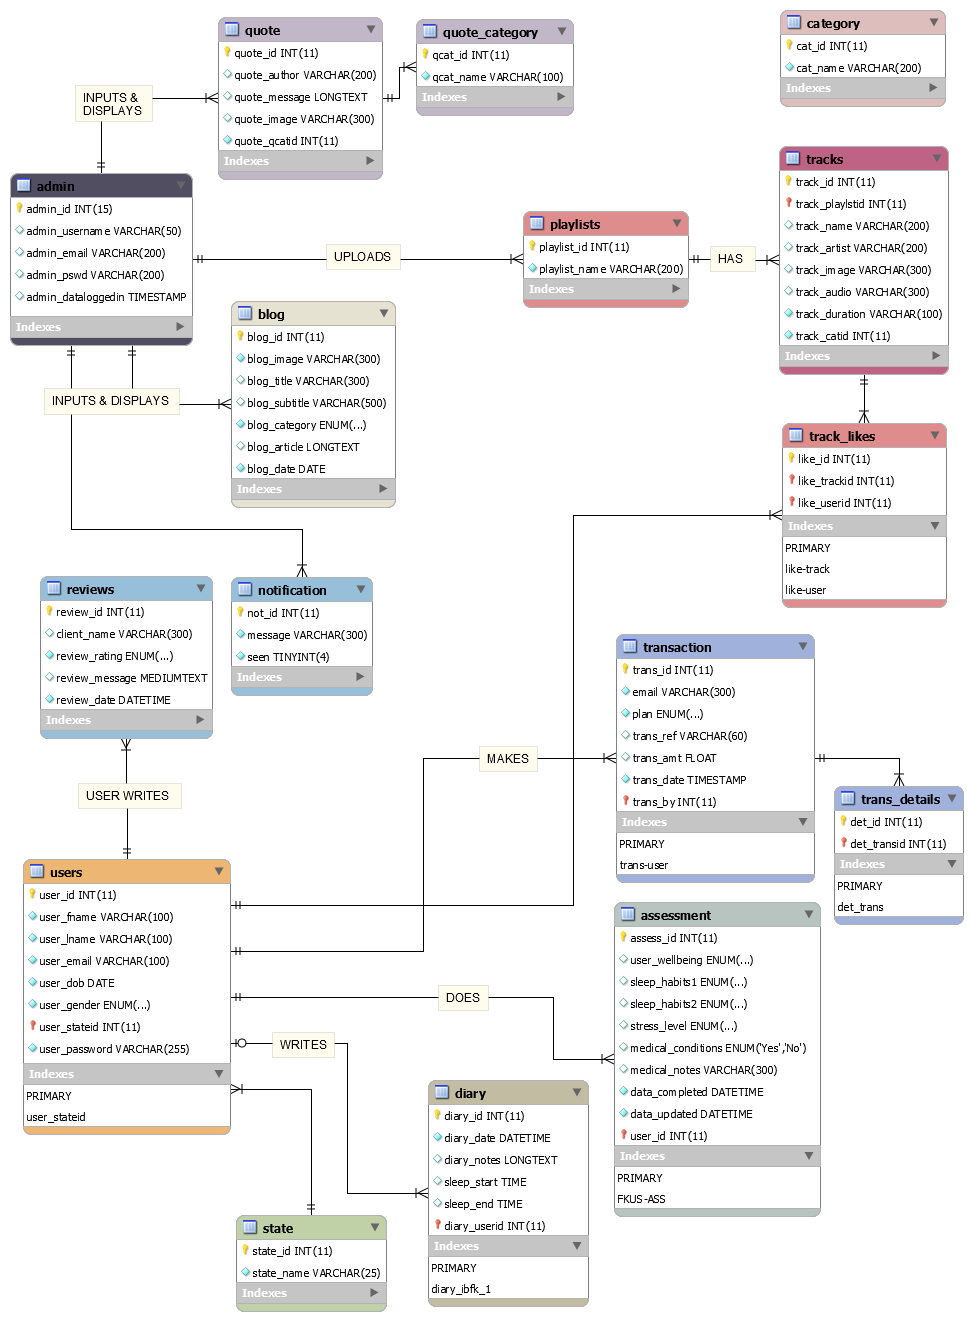 quote
quote_id INT(11)
quote_author VARCHAR(200)
quote_message LONGTEXT
quote_image VARCHAR(300)
quote_qcatid INT(11)
Indexes
quote_category
qcat_id INT(11)
qcat_name VARCHAR(100)
Indexes
category
cat_id INT(11)
cat_name VARCHAR(200)
Indexes
INPUTS &
DISPLAYS
admin
admin_id INT(15)
admin_username VARCHAR(50)
admin_email VARCHAR(200)
admin_pswd VARCHAR(200)
admin_dataloggedin TIMESTAMP
Indexes
UPLOADS
playlists
playlist_id INT(11)
playlist_name VARCHAR(200)
Indexes
HAS
tracks
track_id INT(11)
track_playlstid INT(11)
track_name VARCHAR(200)
track_artist VARCHAR(200)
track_image VARCHAR(300)
track_audio VARCHAR(300)
track_duration VARCHAR(100)
track_catid INT(11)
Indexes
blog
blog_id INT(11)
blog_image VARCHAR(300)
blog_title VARCHAR(300)
blog_subtitle VARCHAR(500)
blog_category ENUM(...)
blog_article LONGTEXT
blog_date DATE
Indexes
INPUTS & DISPLAYS
track_likes
like_id INT(11)
like_trackid INT(11)
like_userid INT(11)
Indexes
PRIMARY
like-track
like-user
reviews
review_id INT(11)
client_name VARCHAR(300)
review_rating ENUM(...)
review_message MEDIUMTEXT
review_date DATETIME
Indexes
notification
not_id INT(11)
message VARCHAR(300)
seen TINYINT(4)
Indexes
transaction
trans_id INT(11)
email VARCHAR(300)
plan ENUM(...)
trans_ref VARCHAR(60)
trans_amt FLOAT
trans_date TIMESTAMP
trans_by INT(11)
Indexes
PRIMARY
trans-user
MAKES
USER WRITES
trans_details
det_id INT(11)
det_transid INT(11)
Indexes
PRIMARY
det_trans
users
user_id INT(11)
user_fname VARCHAR(100)
user_lname VARCHAR(100)
user_email VARCHAR(100)
user_dob DATE
user_gender ENUM(...)
user_stateid INT(11)
user_password VARCHAR(255)
Indexes
PRIMARY
user_stateid
DOES
WRITES
assessment
assess_id INT(11)
user_wellbeing ENUM(...)
sleep_habits1 ENUM(...)
sleep_habits2 ENUM(...)
stress_level ENUM(...)
medical_conditions ENUM('Yes','No')
medical_notes VARCHAR(300)
data_completed DATETIME
data_updated DATETIME
user_id INT(11)
Indexes
PRIMARY
FKUS-ASS
diary
diary_id INT(11)
diary_date DATETIME
diary_notes LONGTEXT
sleep_start TIME
sleep_end TIME
diary_userid INT(11)
Indexes
PRIMARY
diary_ibfk_1
state
state_id INT(11)
state_name VARCHAR(25)
Indexes